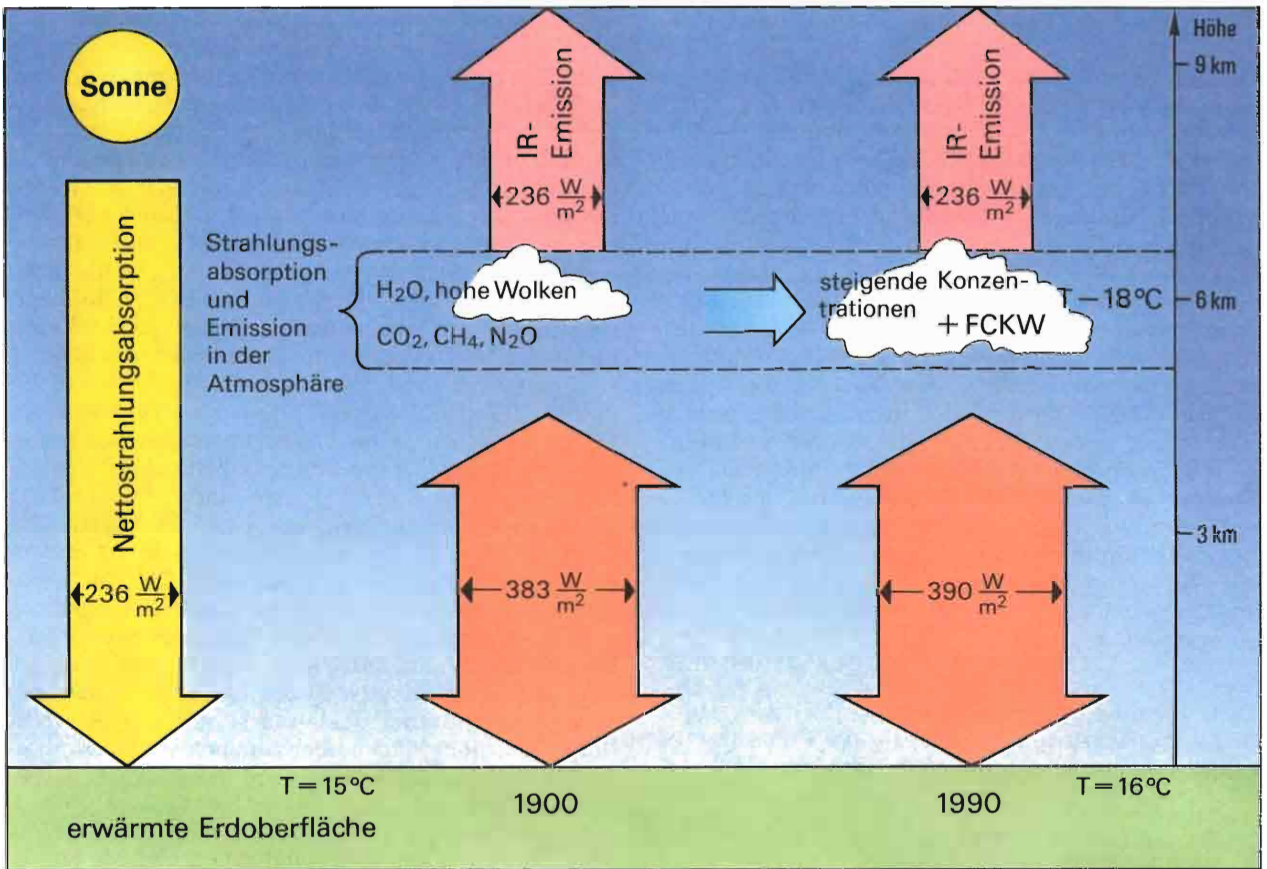 Sonne
Nettostrahlungsabsorption
236 W/m²
Strahlungs-
absorption
und
Emission
in der
Atmosphäre
IR-
Emission
236 W/m²
H₂O, hohe Wolken
CO₂, CH₄, N₂O
383 W/m²
IR-
Emission
236 W/m²
steigende Konzen-
trationen
+ FCKW
T – 18 °C
390 W/m²
Höhe
9 km
6 km
3 km
T = 15 °C
1900
1990
T = 16 °C
erwärmte Erdoberfläche